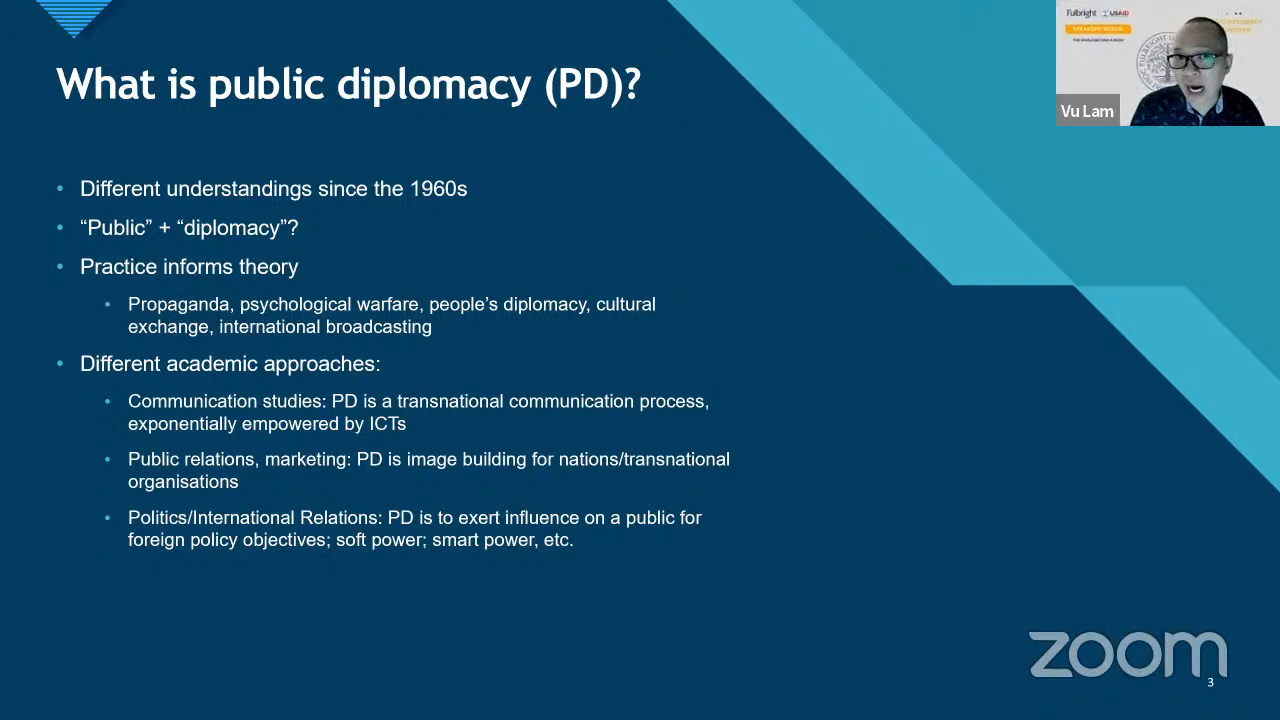 What is public diplomacy (PD)?
• Different understandings since the 1960s
• “Public” + “diplomacy”?
• Practice informs theory
• Propaganda, psychological warfare, people’s diplomacy, cultural
exchange, international broadcasting
• Different academic approaches:
• Communication studies: PD is a transnational communication process,
exponentially empowered by ICTs
• Public relations, marketing: PD is image building for nations/transnational
organisations
• Politics/International Relations: PD is to exert influence on a public for
foreign policy objectives; soft power; smart power, etc.
Fulbright USAID
SPEAKER SERIES
Vu Lam
zoom
3